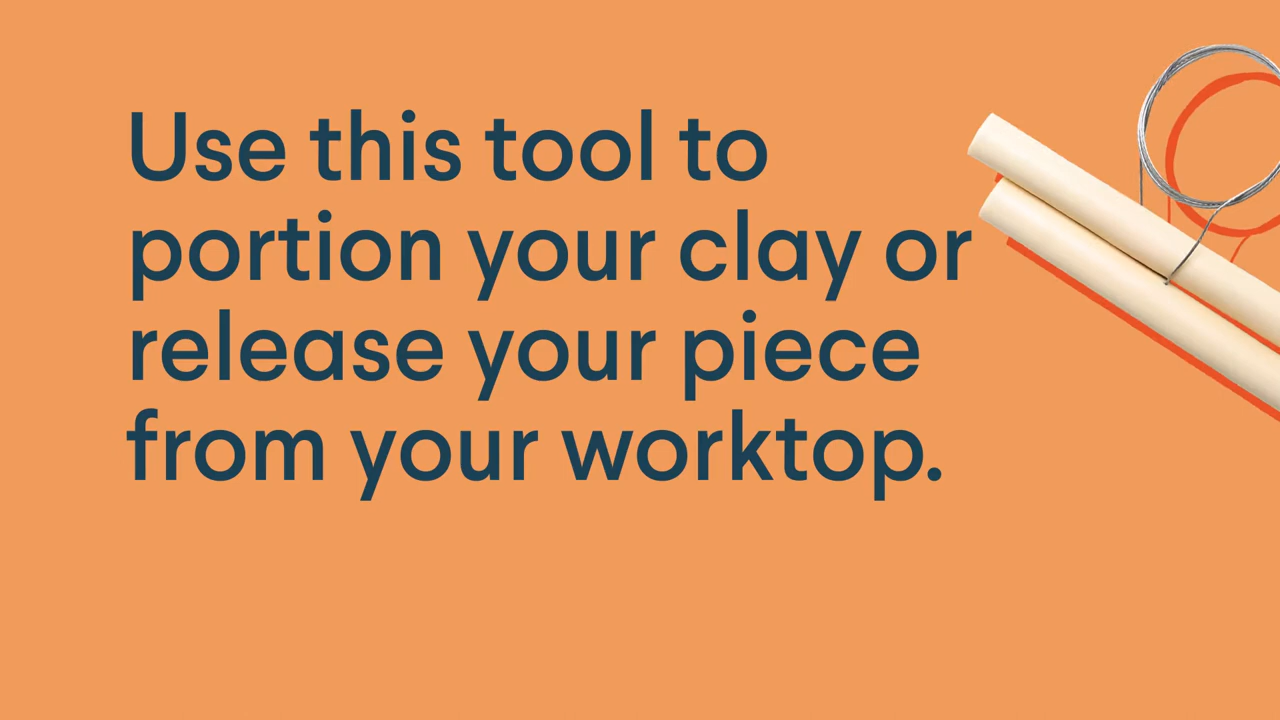 Use this tool to
portion your clay or
release your piece
from your worktop.